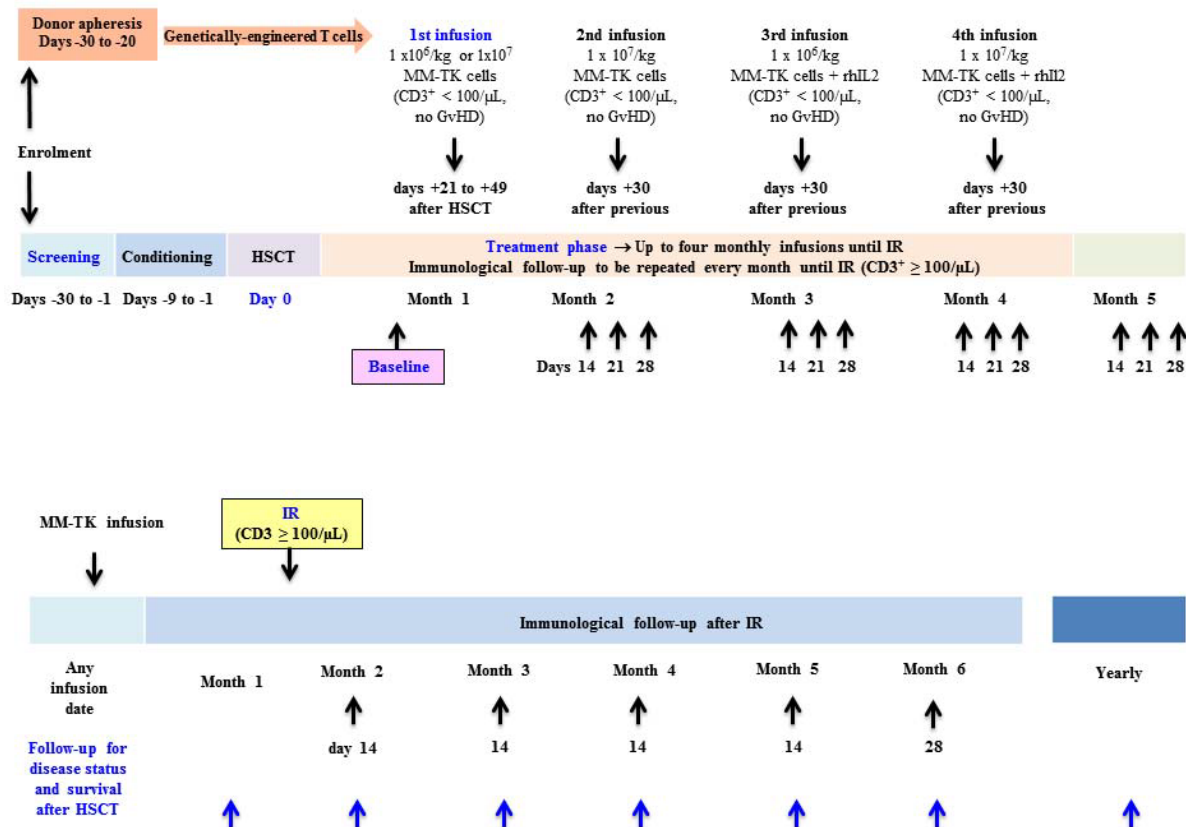 Donor apheresis
Days -30 to -20
Genetically-engineered T cells
1st infusion
1 x10⁶/kg or 1x10⁷
MM-TK cells
(CD3⁺ < 100/µL,
no GvHD)
2nd infusion
1 x 10⁷/kg
MM-TK cells
(CD3⁺ < 100/µL,
no GvHD)
3rd infusion
1 x 10⁶/kg
MM-TK cells + rhIL2
(CD3⁺ < 100/µL,
no GvHD)
4th infusion
1 x 10⁷/kg
MM-TK cells + rhIl2
(CD3⁺ < 100/µL,
no GvHD)
Enrolment
days +21 to +49
after HSCT
days +30
after previous
days +30
after previous
days +30
after previous
Screening
Conditioning
HSCT
Treatment phase → Up to four monthly infusions until IR
Immunological follow-up to be repeated every month until IR (CD3⁺ ≥ 100/µL)
Days -30 to -1
Days -9 to -1
Day 0
Month 1
Month 2
Month 3
Month 4
Month 5
Baseline
Days 14 21 28
14 21 28
14 21 28
14 21 28
MM-TK infusion
IR
(CD3 ≥ 100/µL)
Immunological follow-up after IR
Any
infusion
date
Month 1
Month 2
Month 3
Month 4
Month 5
Month 6
Yearly
day 14
14
14
14
28
Follow-up for
disease status
and survival
after HSCT